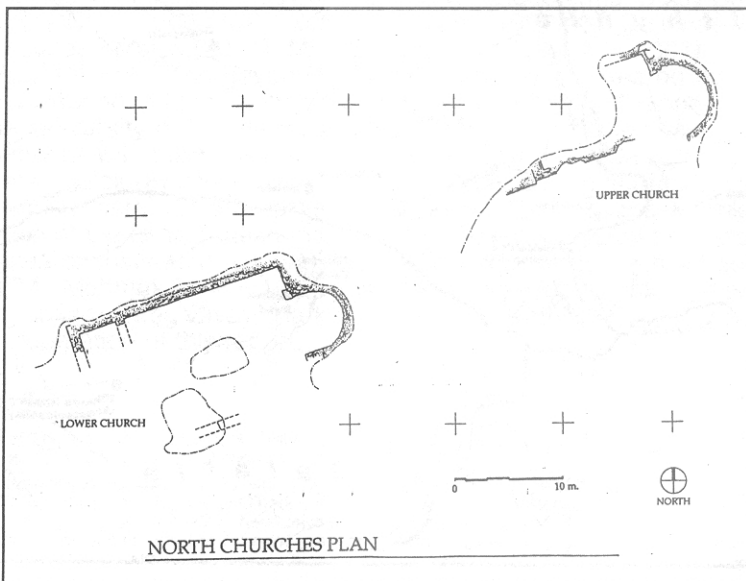 UPPER CHURCH
LOWER CHURCH
0 10 m.
NORTH
NORTH CHURCHES PLAN